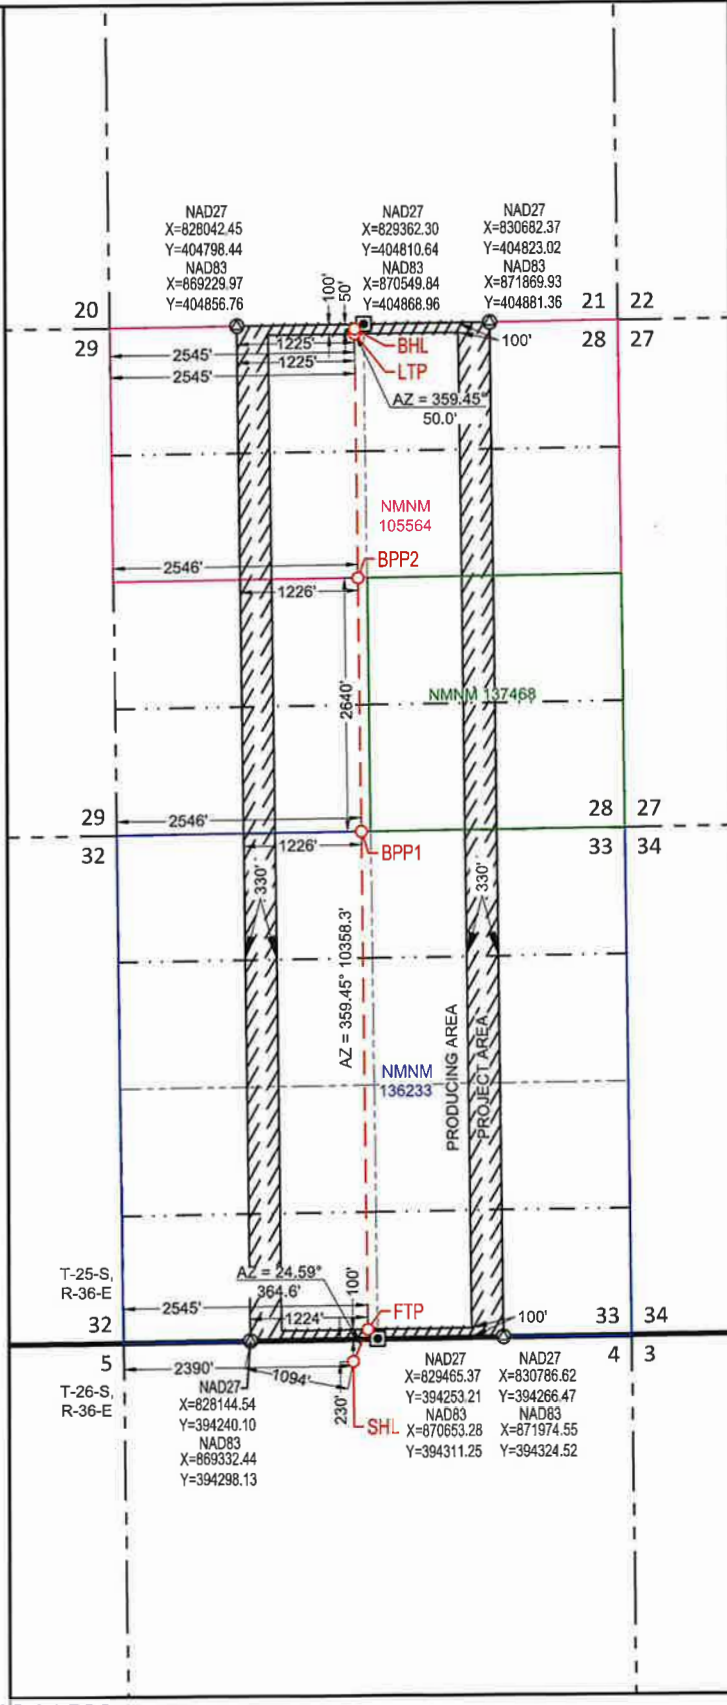 NAD27
X=828042.45
Y=404798.44
NAD83
X=869229.97
Y=404856.76
NAD27
X=829362.30
Y=404810.64
NAD83
X=870549.84
Y=404868.96
NAD27
X=830682.37
Y=404823.02
NAD83
X=871869.93
Y=404881.36
100'
50'
20
21
22
29
28
27
1225'
2545'
1225'
2545'
BHL
LTP
100'
AZ = 359.45°
50.0'
NMNM
105564
BPP2
2546'
1226'
2640'
NMNM 137468
29
28
27
2546'
32
1226'
BPP1
33
34
330'
330'
AZ = 359.45° 10358.3'
PRODUCING AREA
PROJECT AREA
NMNM
136233
T-25-S,
R-36-E
AZ = 24.59°
364.6'
100'
2545'
1224'
FTP
100'
32
33
34
5
4
3
2390'
1094'
230'
T-26-S,
R-36-E
SHL
NAD27
X=828144.54
Y=394240.10
NAD83
X=869332.44
Y=394298.13
NAD27
X=829465.37
Y=394253.21
NAD83
X=870653.28
Y=394311.25
NAD27
X=830786.62
Y=394266.47
NAD83
X=871974.55
Y=394324.52